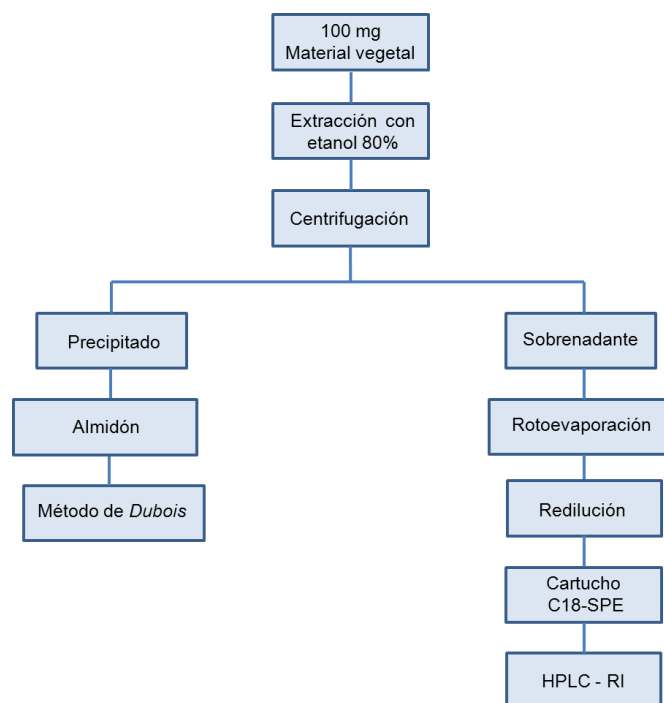 100 mg
Material vegetal
Extracción con
etanol 80%
Centrifugación
Precipitado
Almidón
Método de Dubois
Sobrenadante
Rotoevaporación
Redilución
Cartucho
C18-SPE
HPLC - RI